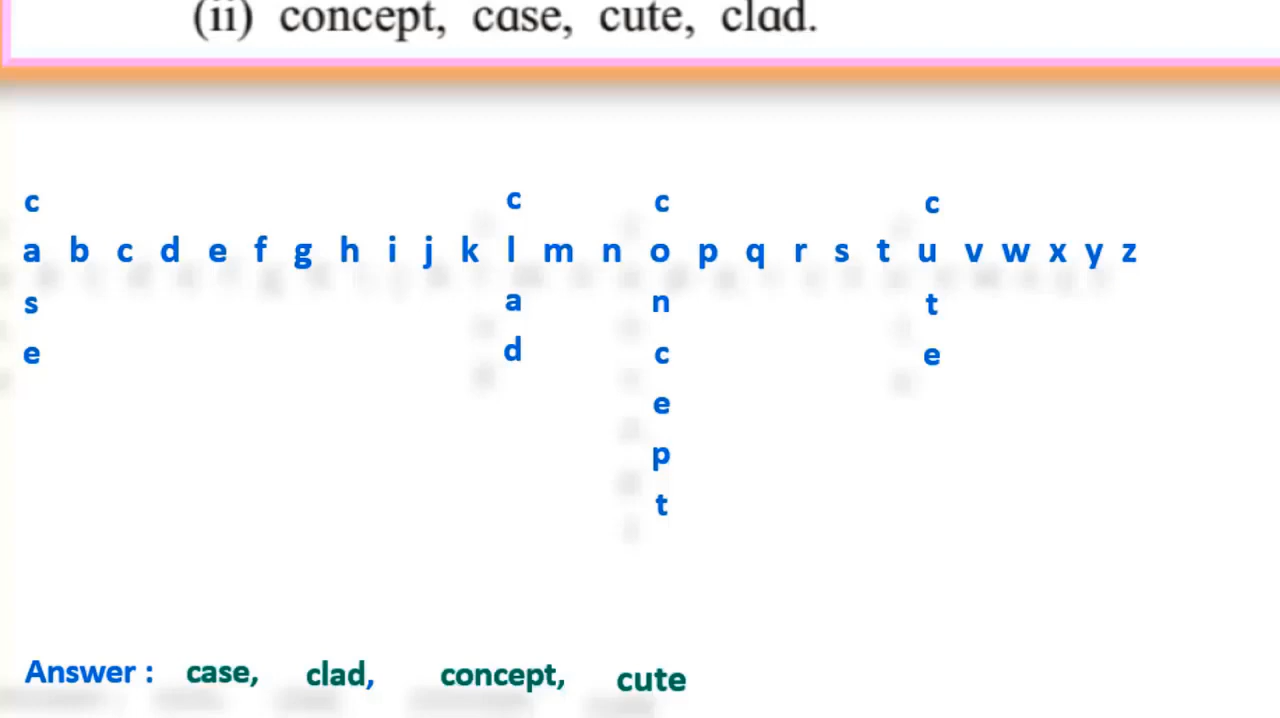 (ii) concept, case, cute, clad.
c c c c
a b c d e f g h i j k l m n o p q r s t u v w x y z
s a n t
e d c e
e
p
t
Answer : case, clad, concept, cute